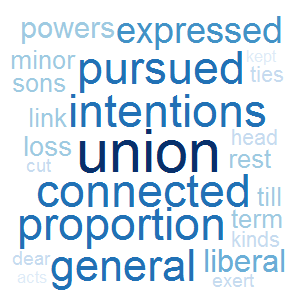 powers expressed
minor pursued kept
sons ties
link intentions
loss union head
cut rest
connected till
proportion term
kinds
dear general liberal
acts exert